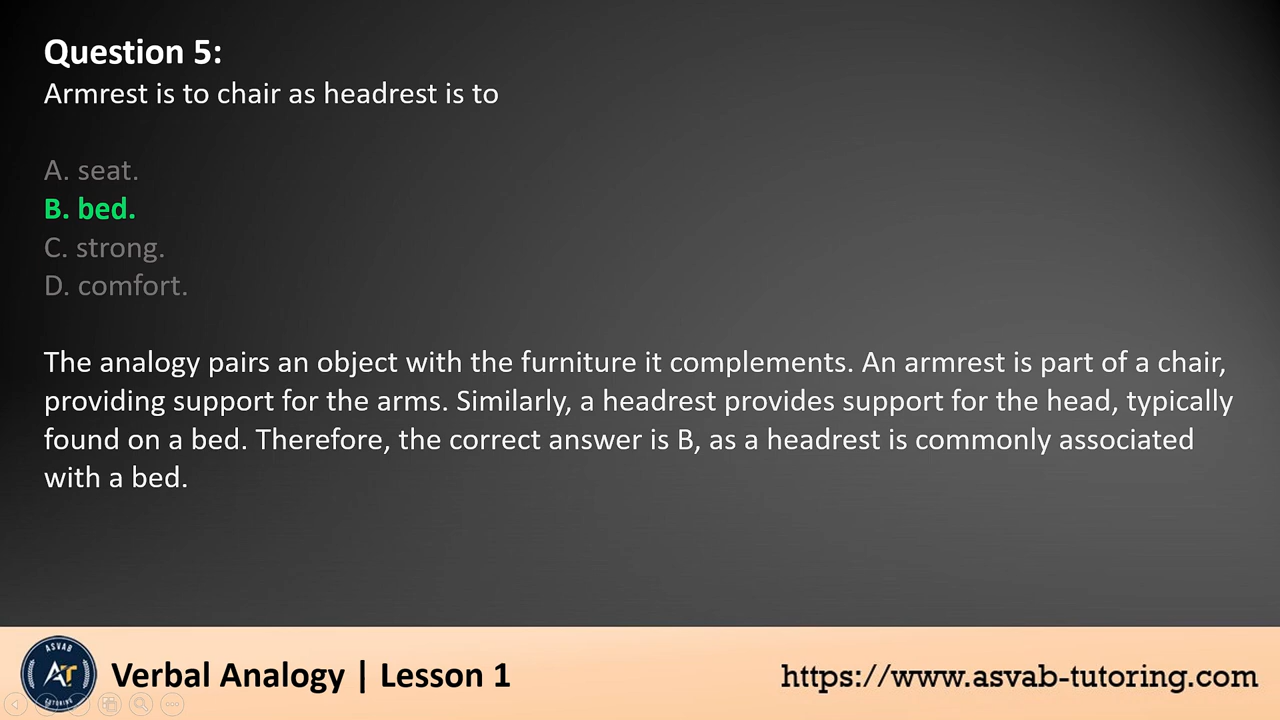 Question 5:
Armrest is to chair as headrest is to
A. seat.
B. bed.
C. strong.
D. comfort.
The analogy pairs an object with the furniture it complements. An armrest is part of a chair,
providing support for the arms. Similarly, a headrest provides support for the head, typically
found on a bed. Therefore, the correct answer is B, as a headrest is commonly associated
with a bed.
ASVAB
AT
TUTORING
Verbal Analogy | Lesson 1
https://www.asvab-tutoring.com